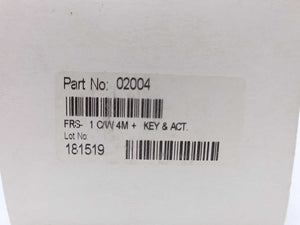 Part No: 02004
FRS- 1 C/W 4M + KEY & ACT.
Lot No:
181519